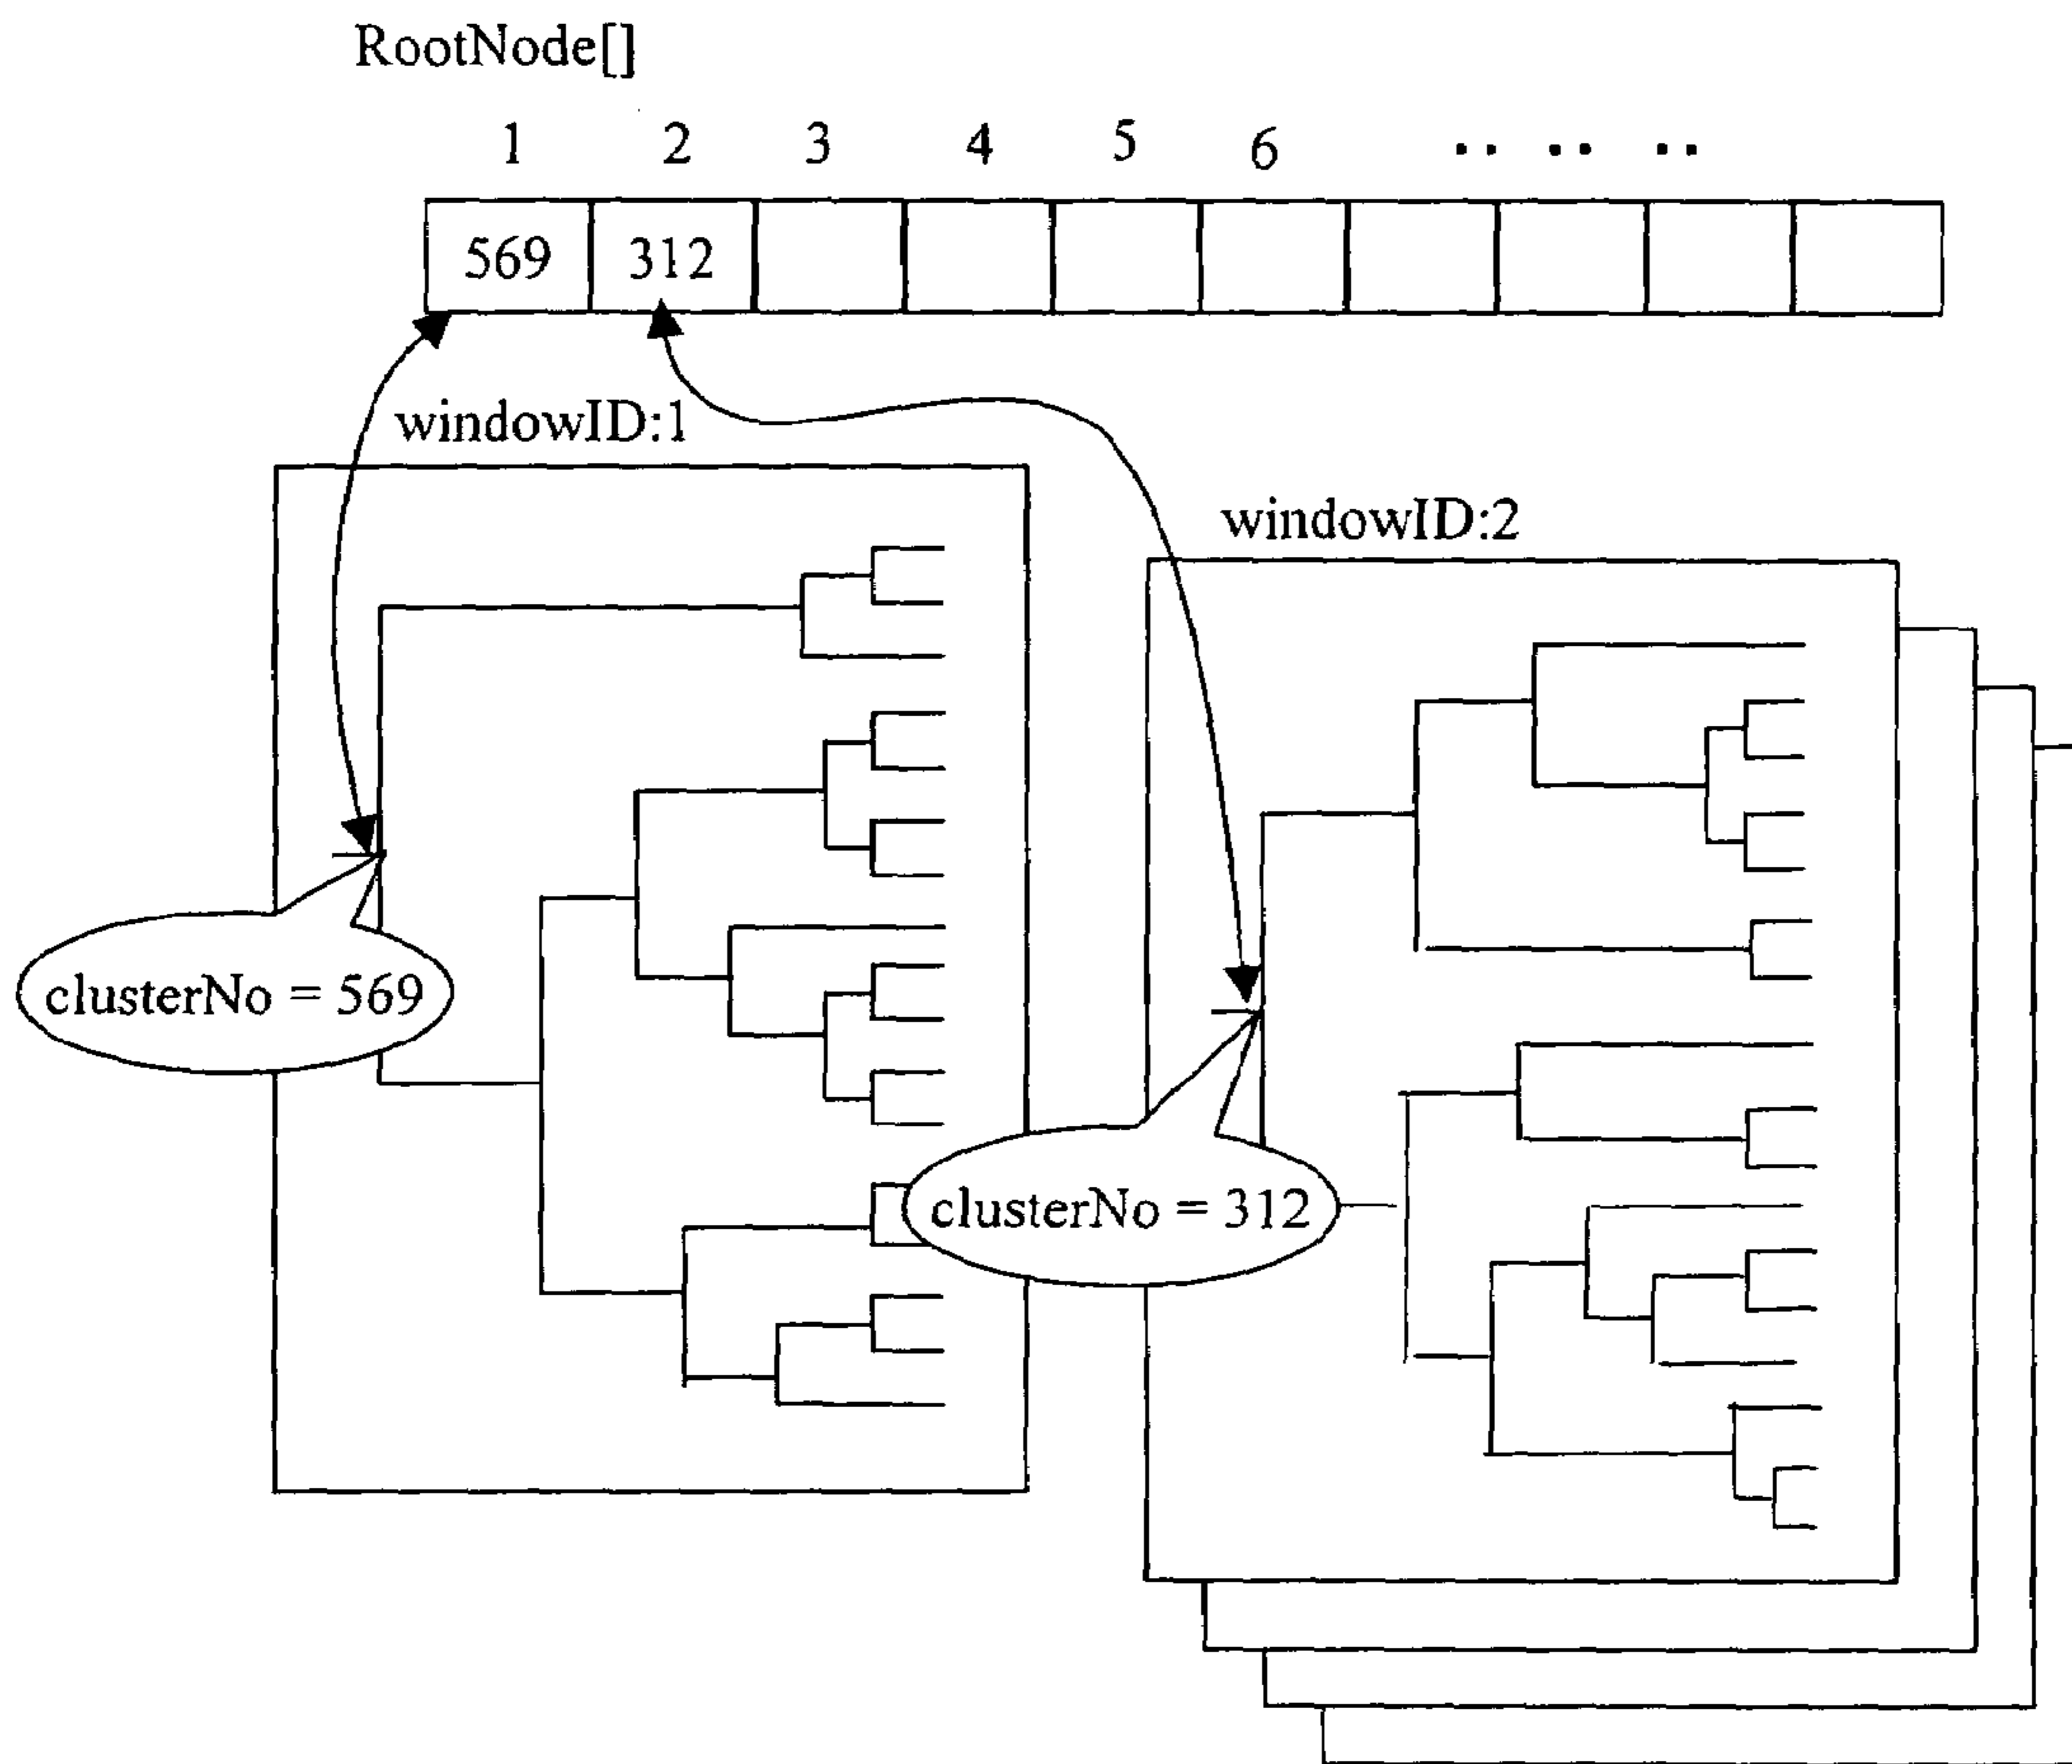 RootNode[]
1 2 3 4 5 6 .. .. ..
569 312
windowID:1
windowID:2
clusterNo = 569
clusterNo = 312